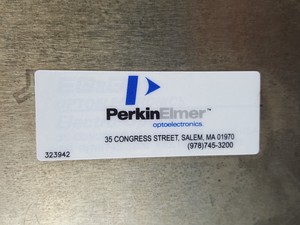 PerkinElmer™
optoelectronics.
35 CONGRESS STREET, SALEM, MA 01970
(978)745-3200
323942